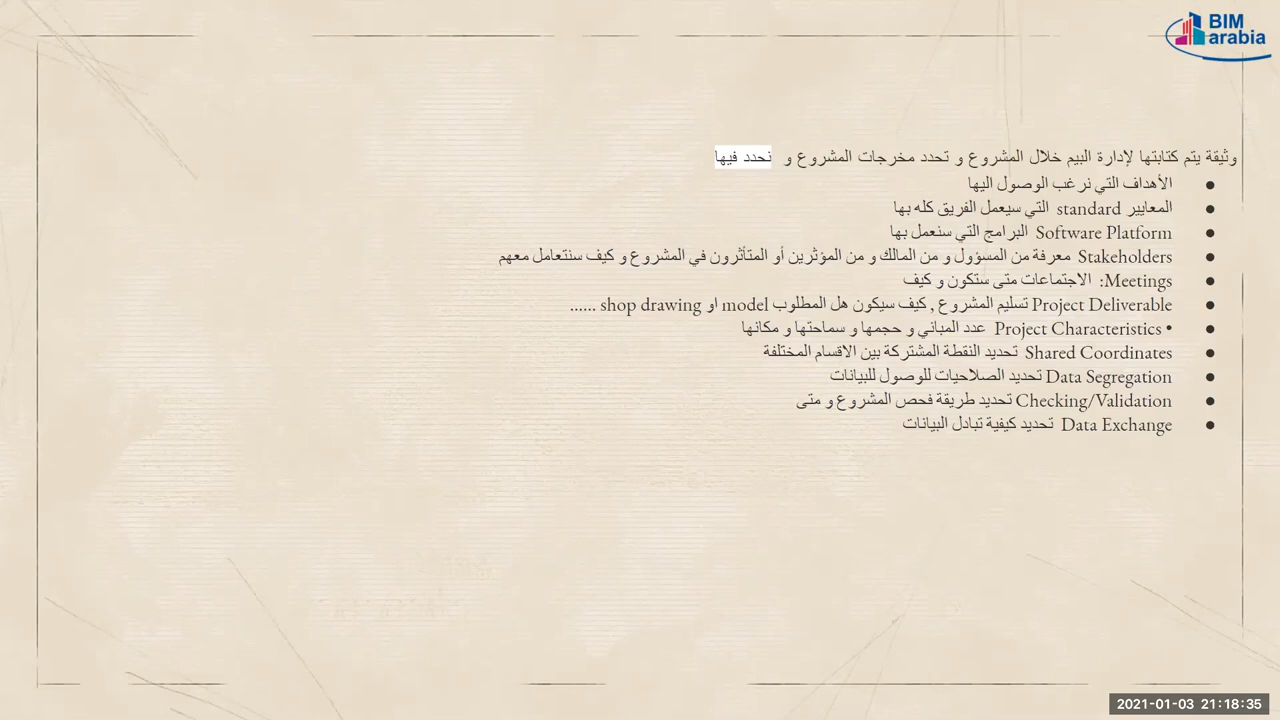 BIM
arabia
وثيقة يتم كتابتها لإدارة البيم خلال المشروع و تحدد مخرجات المشروع و نحدد فيها
● الأهداف التي نرغب الوصول اليها
● المعايير standard التي سيعمل الفريق كله بها
● Software Platform البرامج التي سنعمل بها
● Stakeholders معرفة من المسؤول و من المالك و من المؤثرين أو المتأثرون في المشروع و كيف سنتعامل معهم
● Meetings: الاجتماعات متى ستكون و كيف
● Project Deliverable تسليم المشروع , كيف سيكون هل المطلوب model او shop drawing ......
● • Project Characteristics عدد المباني و حجمها و سماحتها و مكانها
● Shared Coordinates تحديد النقطة المشتركة بين الاقسام المختلفة
● Data Segregation تحديد الصلاحيات للوصول للبيانات
● Checking/Validation تحديد طريقة فحص المشروع و متى
● Data Exchange تحديد كيفية تبادل البيانات
2021-01-03 21:18:35